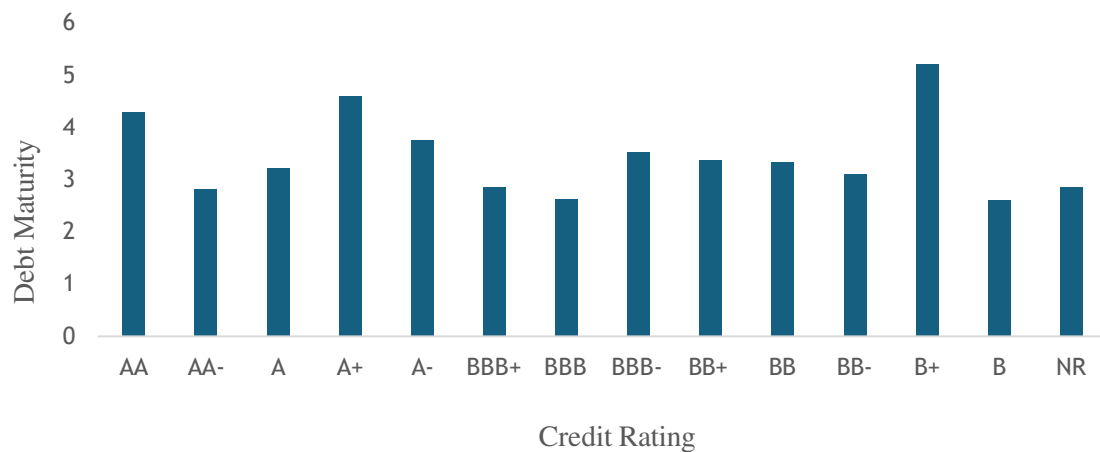 6
5
4
3
2
1
0
Debt Maturity
AA AA- A A+ A- BBB+ BBB BBB- BB+ BB BB- B+ B NR
Credit Rating